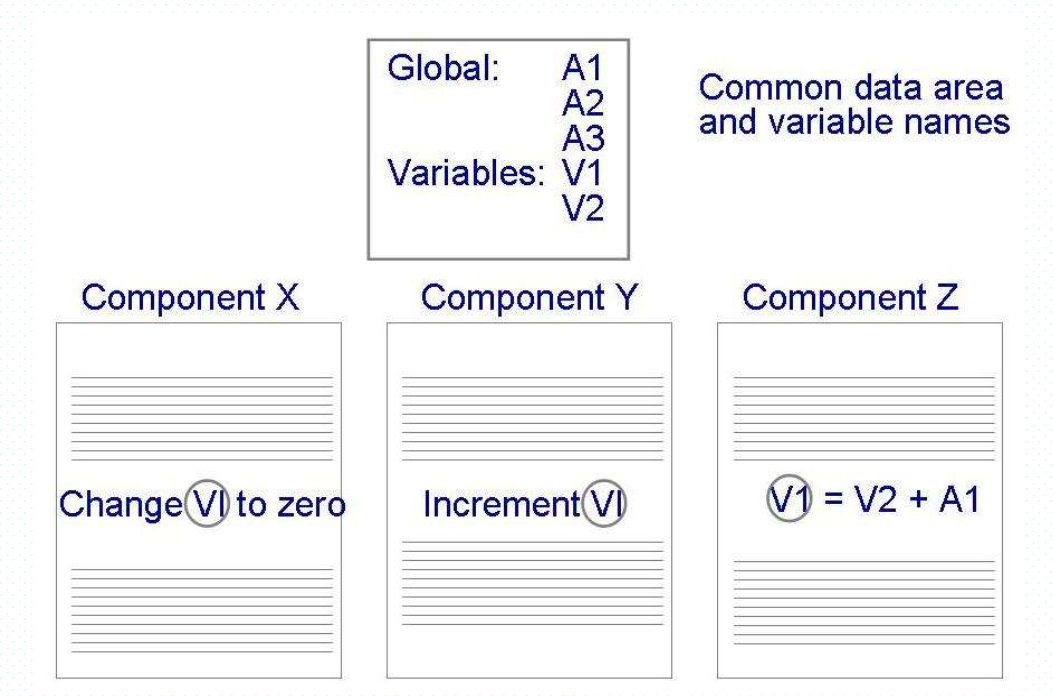 Global: A1
A2
A3
Variables: V1
V2
Common data area
and variable names
Component X
Component Y
Component Z
Change VI to zero
Increment VI
V1 = V2 + A1